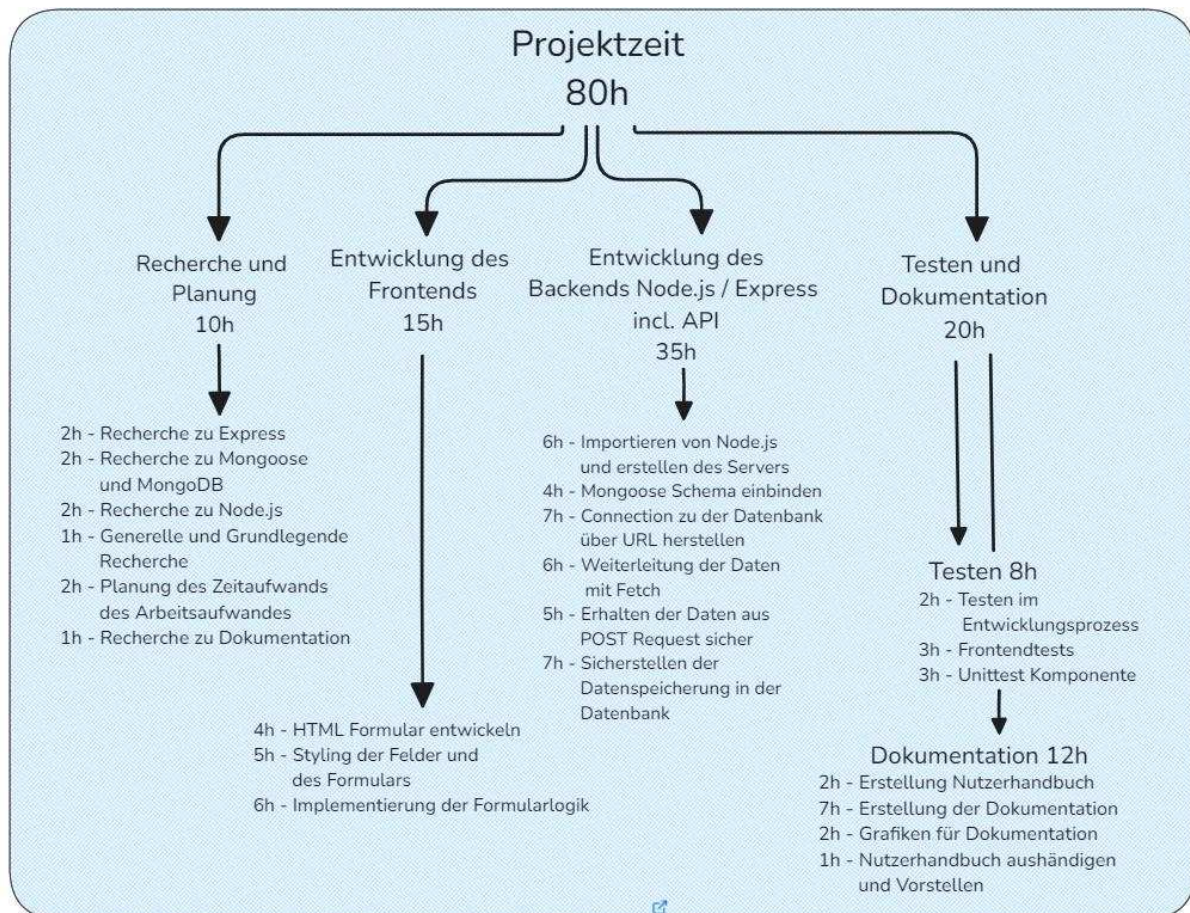 Projektzeit
80h
Recherche und
Planung
10h
2h - Recherche zu Express
2h - Recherche zu Mongoose
und MongoDB
2h - Recherche zu Node.js
1h - Generelle und Grundlegende
Recherche
2h - Planung des Zeitaufwands
des Arbeitsaufwandes
1h - Recherche zu Dokumentation
Entwicklung des
Frontends
15h
4h - HTML Formular entwickeln
5h - Styling der Felder und
des Formulars
6h - Implementierung der Formularlogik
Entwicklung des
Backends Node.js / Express
incl. API
35h
6h - Importieren von Node.js
und erstellen des Servers
4h - Mongoose Schema einbinden
7h - Connection zu der Datenbank
über URL herstellen
6h - Weiterleitung der Daten
mit Fetch
5h - Erhalten der Daten aus
POST Request sicher
7h - Sicherstellen der
Datenspeicherung in der
Datenbank
Testen und
Dokumentation
20h
Testen 8h
2h - Testen im
Entwicklungsprozess
3h - Frontendtests
3h - Unittest Komponente
Dokumentation 12h
2h - Erstellung Nutzerhandbuch
7h - Erstellung der Dokumentation
2h - Grafiken für Dokumentation
1h - Nutzerhandbuch aushändigen
und Vorstellen